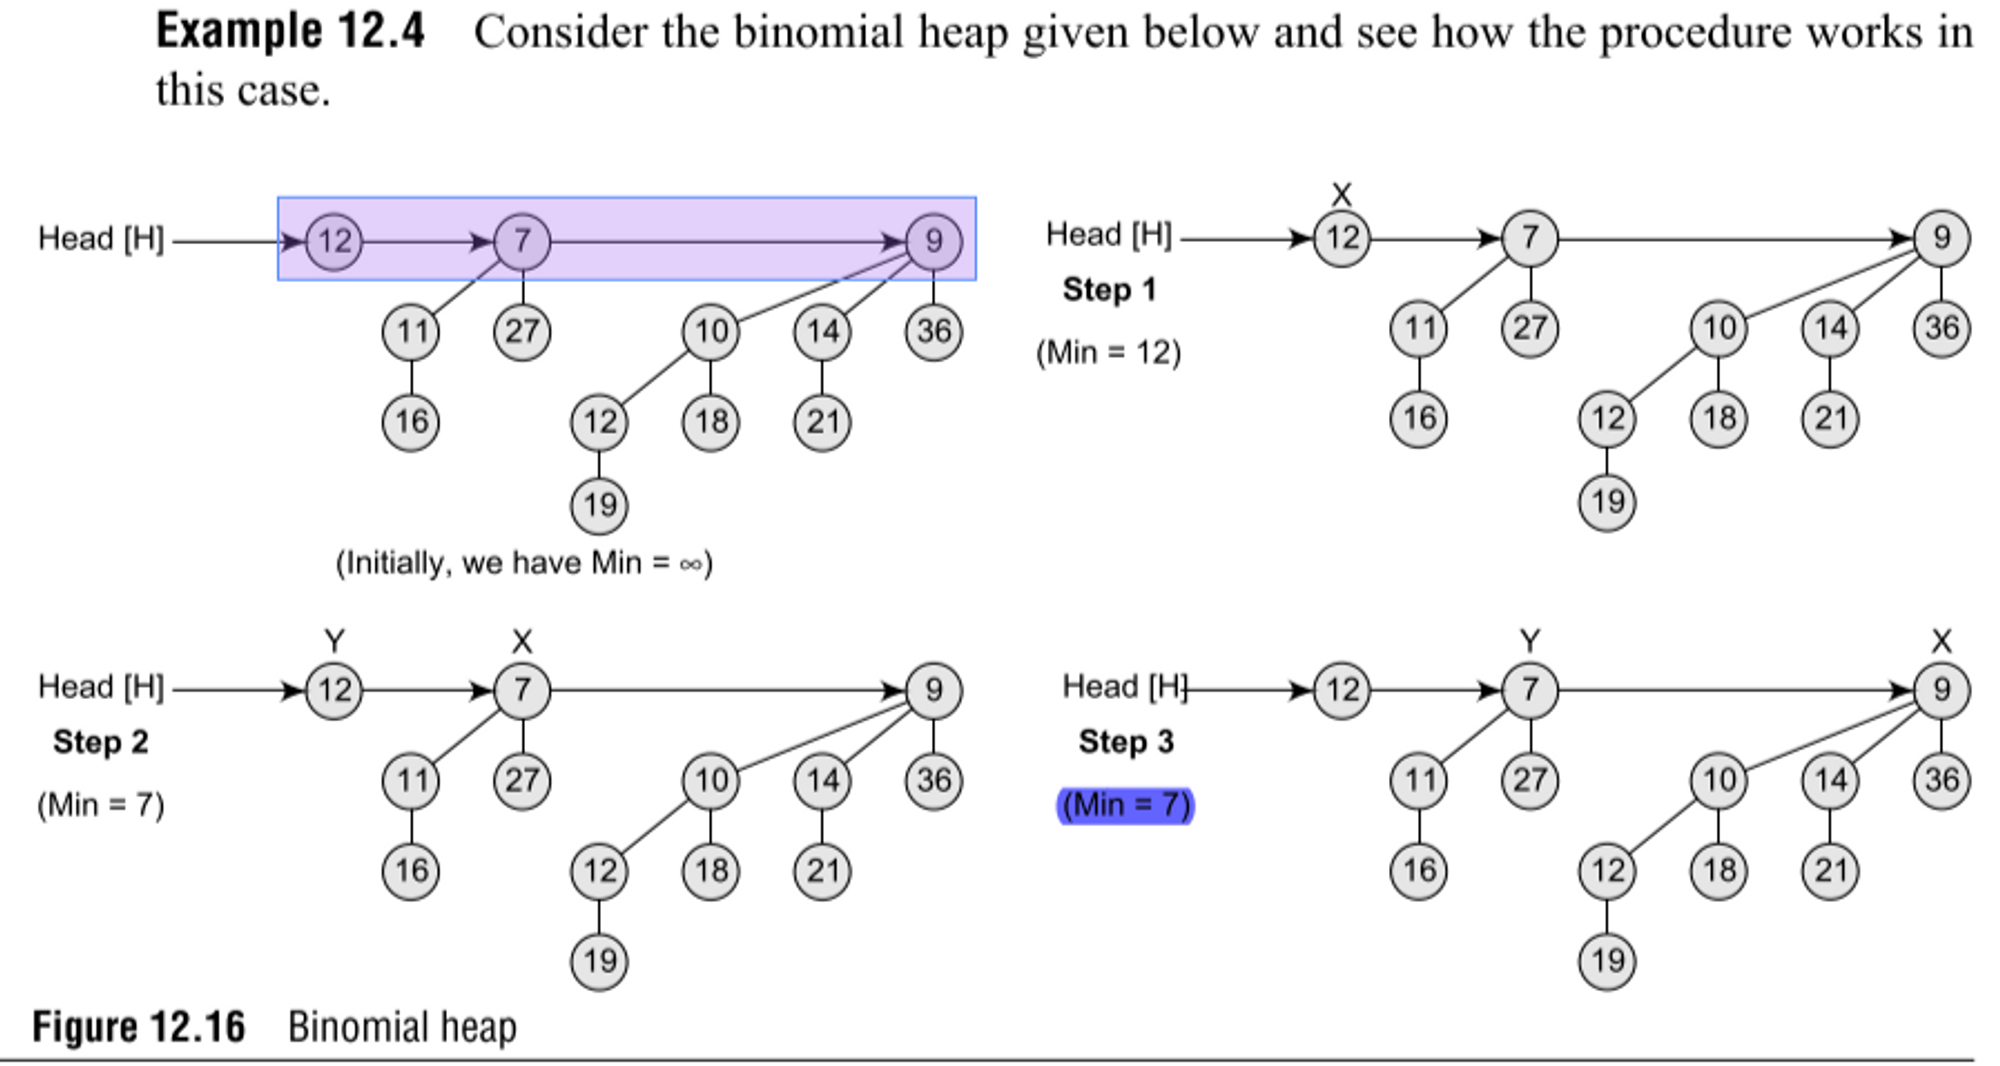 Example 12.4 Consider the binomial heap given below and see how the procedure works in
this case.
Head [H] 12 7 9
11 27 10 14 36
16 12 18 21
19
(Initially, we have Min = ∞)
X
Head [H] 12 7 9
Step 1
11 27 10 14 36
(Min = 12)
16 12 18 21
19
Y X
Head [H] 12 7 9
Step 2
11 27 10 14 36
(Min = 7)
16 12 18 21
19
Y X
Head [H] 12 7 9
Step 3
11 27 10 14 36
(Min = 7)
16 12 18 21
19
Figure 12.16 Binomial heap